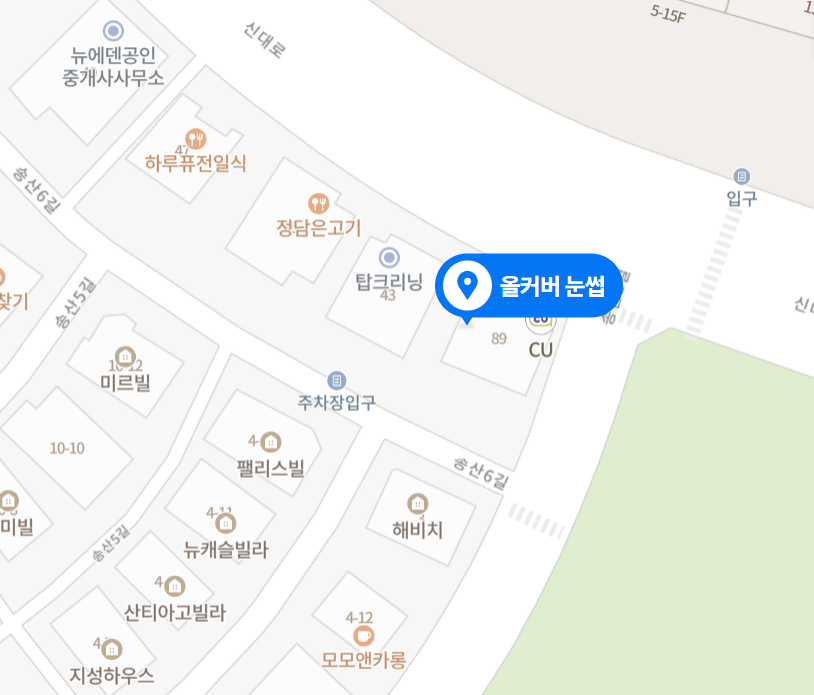 5-15F
신대로
뉴에덴공인
중개사사무소
47
하루퓨전일식
입구
송산6길
정담은고기
탑크리닝
43
올커버 눈썹
송산5길
찾기
89
CU
미르빌
주차장입구
10-10
4-
팰리스빌
송산6길
미빌
4-11
해비치
뉴캐슬빌라
송산5길
4-
산티아고빌라
4-12
모모앤카롱
지성하우스